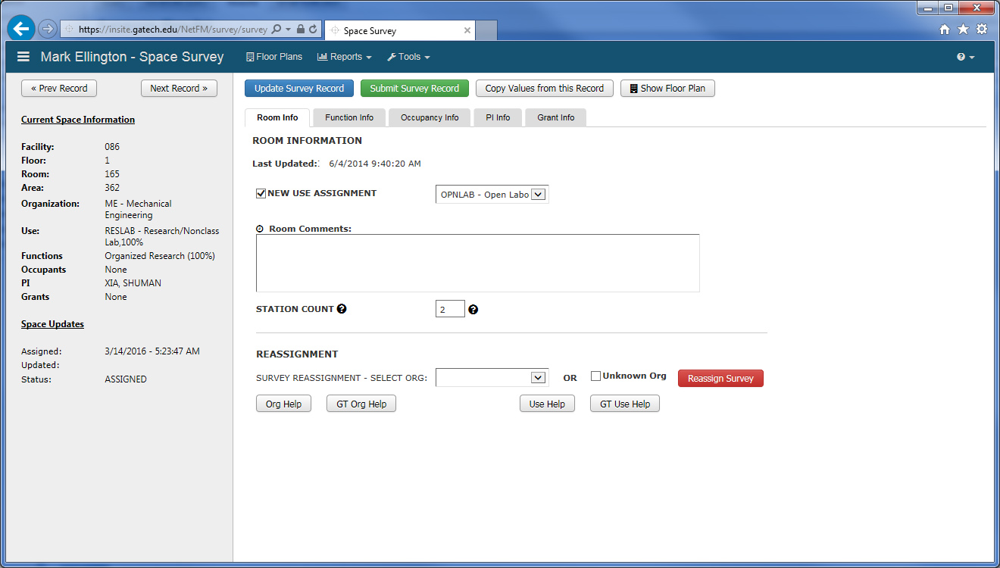 https://insite.gatech.edu/NetFM/survey/survey
Space Survey
Mark Ellington - Space Survey
Floor Plans
Reports
Tools
« Prev Record
Next Record »
Current Space Information
Facility: 086
Floor: 1
Room: 165
Area: 362
Organization: ME - Mechanical
Engineering
Use: RESLAB - Research/Nonclass
Lab,100%
Functions Organized Research (100%)
Occupants None
PI XIA, SHUMAN
Grants None
Space Updates
Assigned: 3/14/2016 - 5:23:47 AM
Updated:
Status: ASSIGNED
Update Survey Record
Submit Survey Record
Copy Values from this Record
Show Floor Plan
Room Info
Function Info
Occupancy Info
PI Info
Grant Info
ROOM INFORMATION
Last Updated:: 6/4/2014 9:40:20 AM
NEW USE ASSIGNMENT
OPNLAB - Open Labo
Room Comments:
STATION COUNT ?
2 ?
REASSIGNMENT
SURVEY REASSIGNMENT - SELECT ORG:
OR
Unknown Org
Reassign Survey
Org Help
GT Org Help
Use Help
GT Use Help